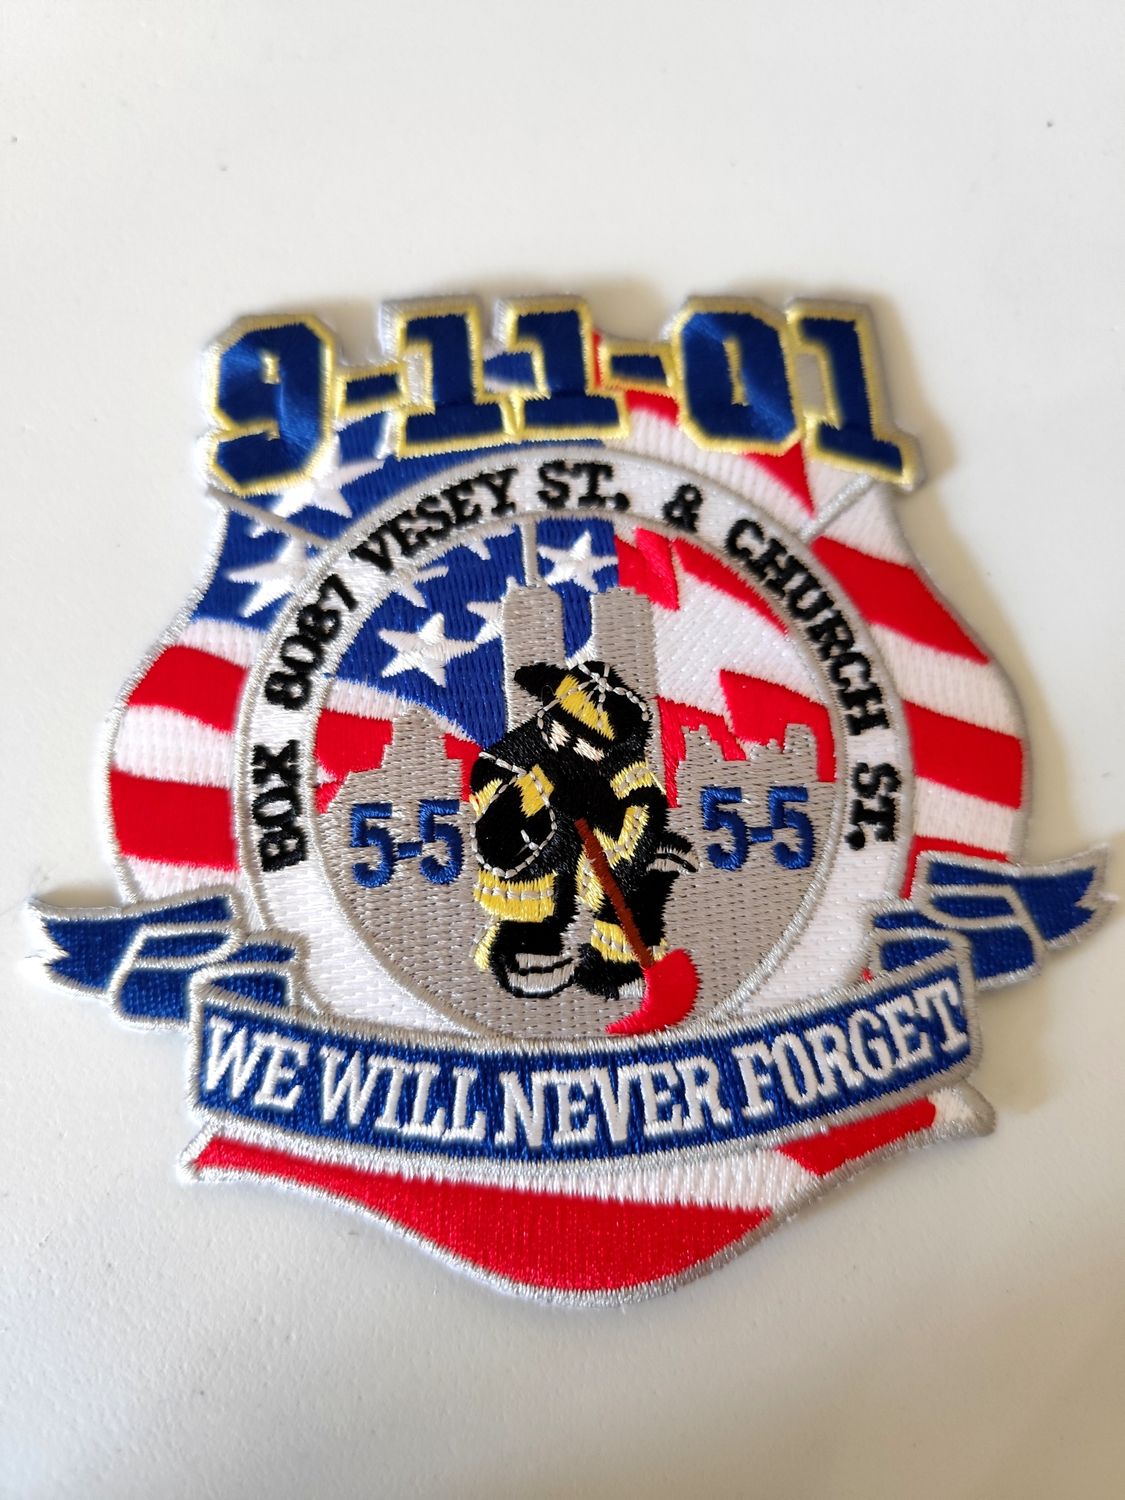 9-11-01
BOX 8087 VESEY ST. & CHURCH ST.
5-5 5-5
WE WILL NEVER FORGET